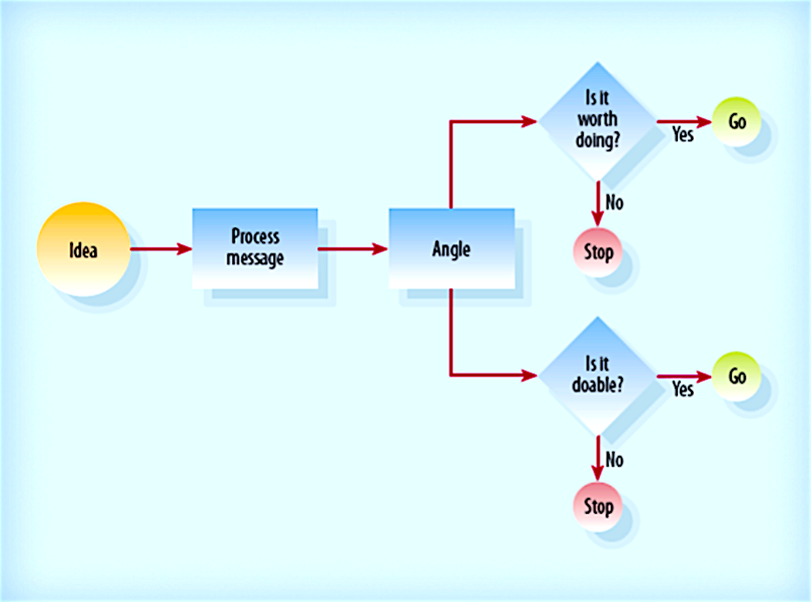 Idea
Process
message
Angle
Is it
worth
doing?
Yes
Go
No
Stop
Is it
doable?
Yes
Go
No
Stop